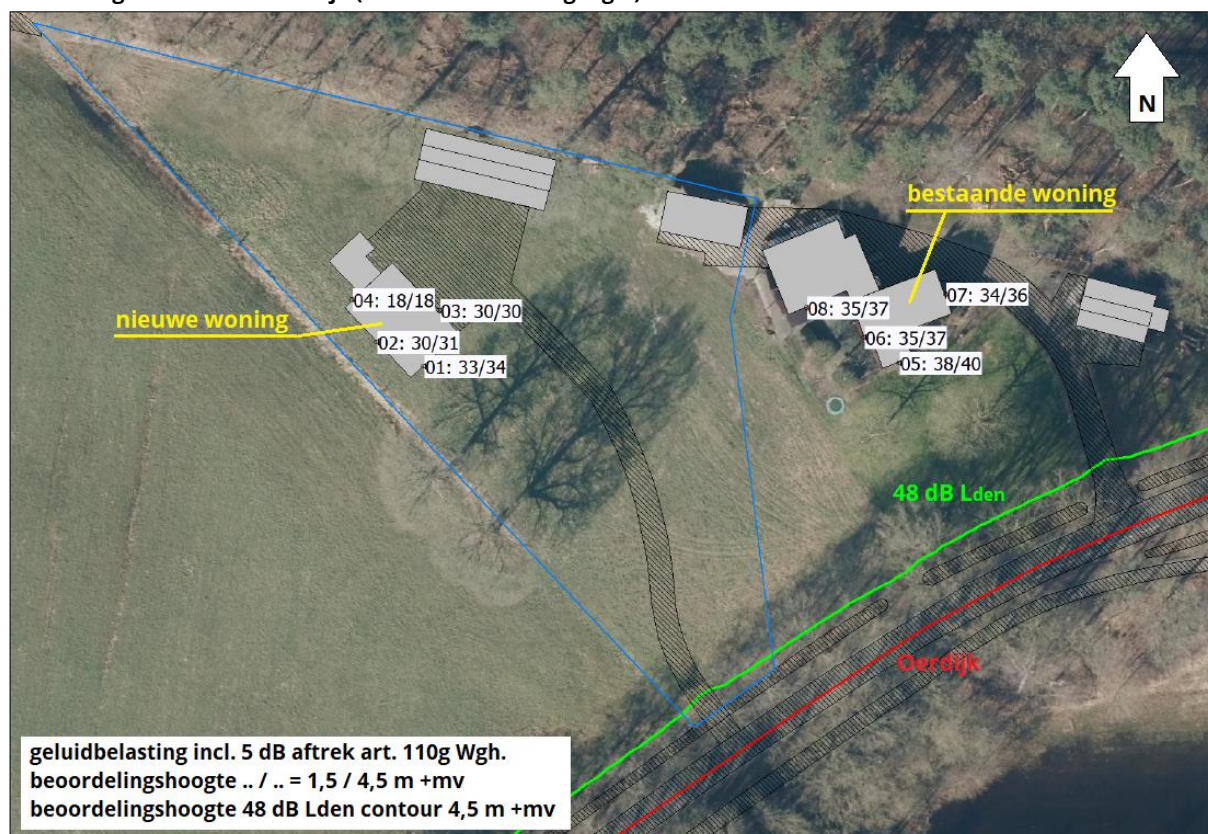 N
bestaande woning
04: 18/18
03: 30/30
nieuwe woning
02: 30/31
01: 33/34
08: 35/37
07: 34/36
06: 35/37
05: 38/40
48 dB Lden
Oerdijk
geluidbelasting incl. 5 dB aftrek art. 110g Wgh.
beoordelingshoogte .. / .. = 1,5 / 4,5 m +mv
beoordelingshoogte 48 dB Lden contour 4,5 m +mv